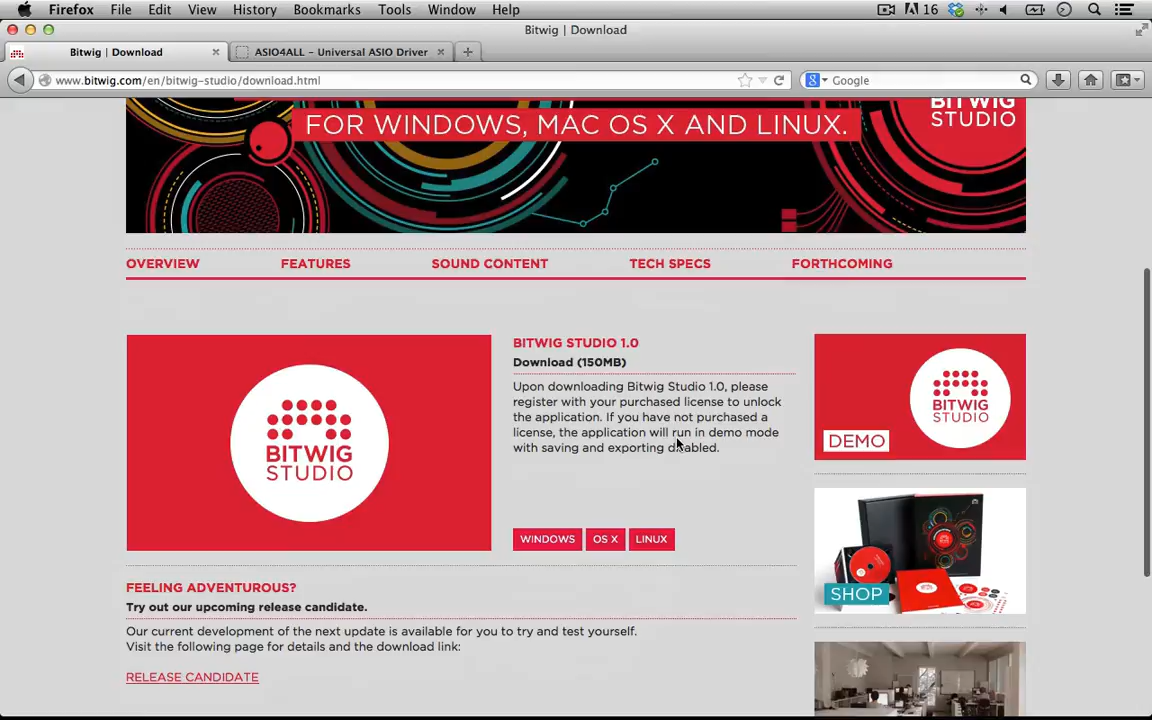 Firefox File Edit View History Bookmarks Tools Window Help 16
Bitwig | Download
Bitwig | Download ASIO4ALL - Universal ASIO Driver
www.bitwig.com/en/bitwig-studio/download.html Google
FOR WINDOWS, MAC OS X AND LINUX.
BITWIG
STUDIO
OVERVIEW FEATURES SOUND CONTENT TECH SPECS FORTHCOMING
BITWIG
STUDIO
BITWIG STUDIO 1.0
Download (150MB)
Upon downloading Bitwig Studio 1.0, please
register with your purchased license to unlock
the application. If you have not purchased a
license, the application will run in demo mode
with saving and exporting disabled.
WINDOWS OS X LINUX
BITWIG
STUDIO
DEMO
SHOP
FEELING ADVENTUROUS?
Try out our upcoming release candidate.
Our current development of the next update is available for you to try and test yourself.
Visit the following page for details and the download link:
RELEASE CANDIDATE